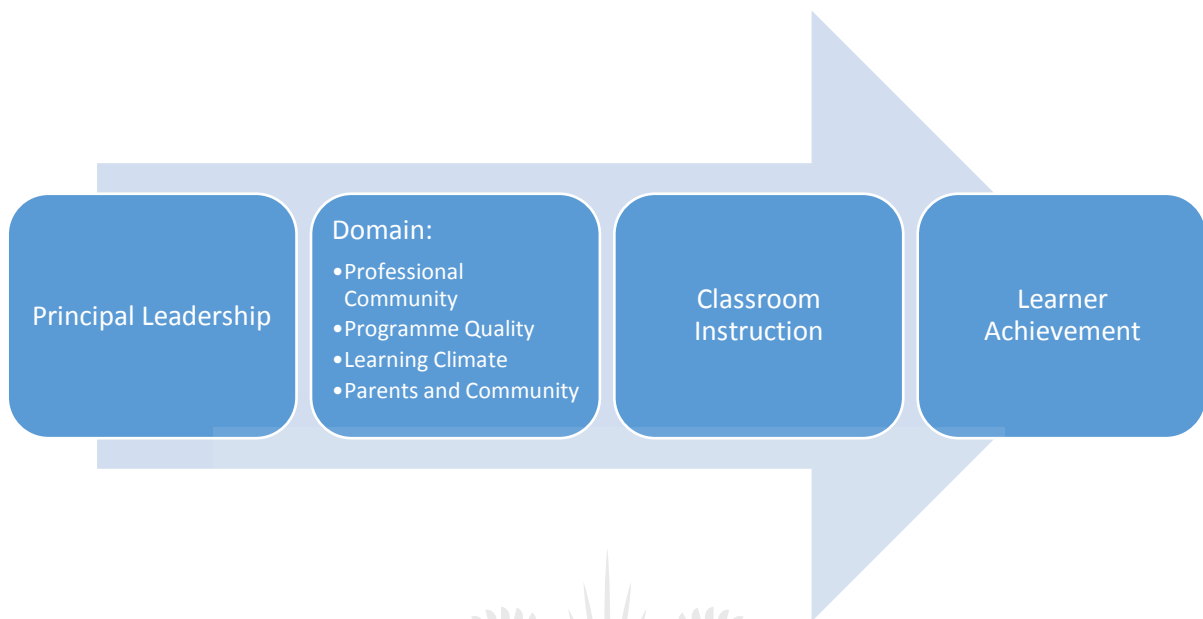 Principal Leadership
Domain:
•Professional
Community
•Programme Quality
•Learning Climate
•Parents and Community
Classroom
Instruction
Learner
Achievement